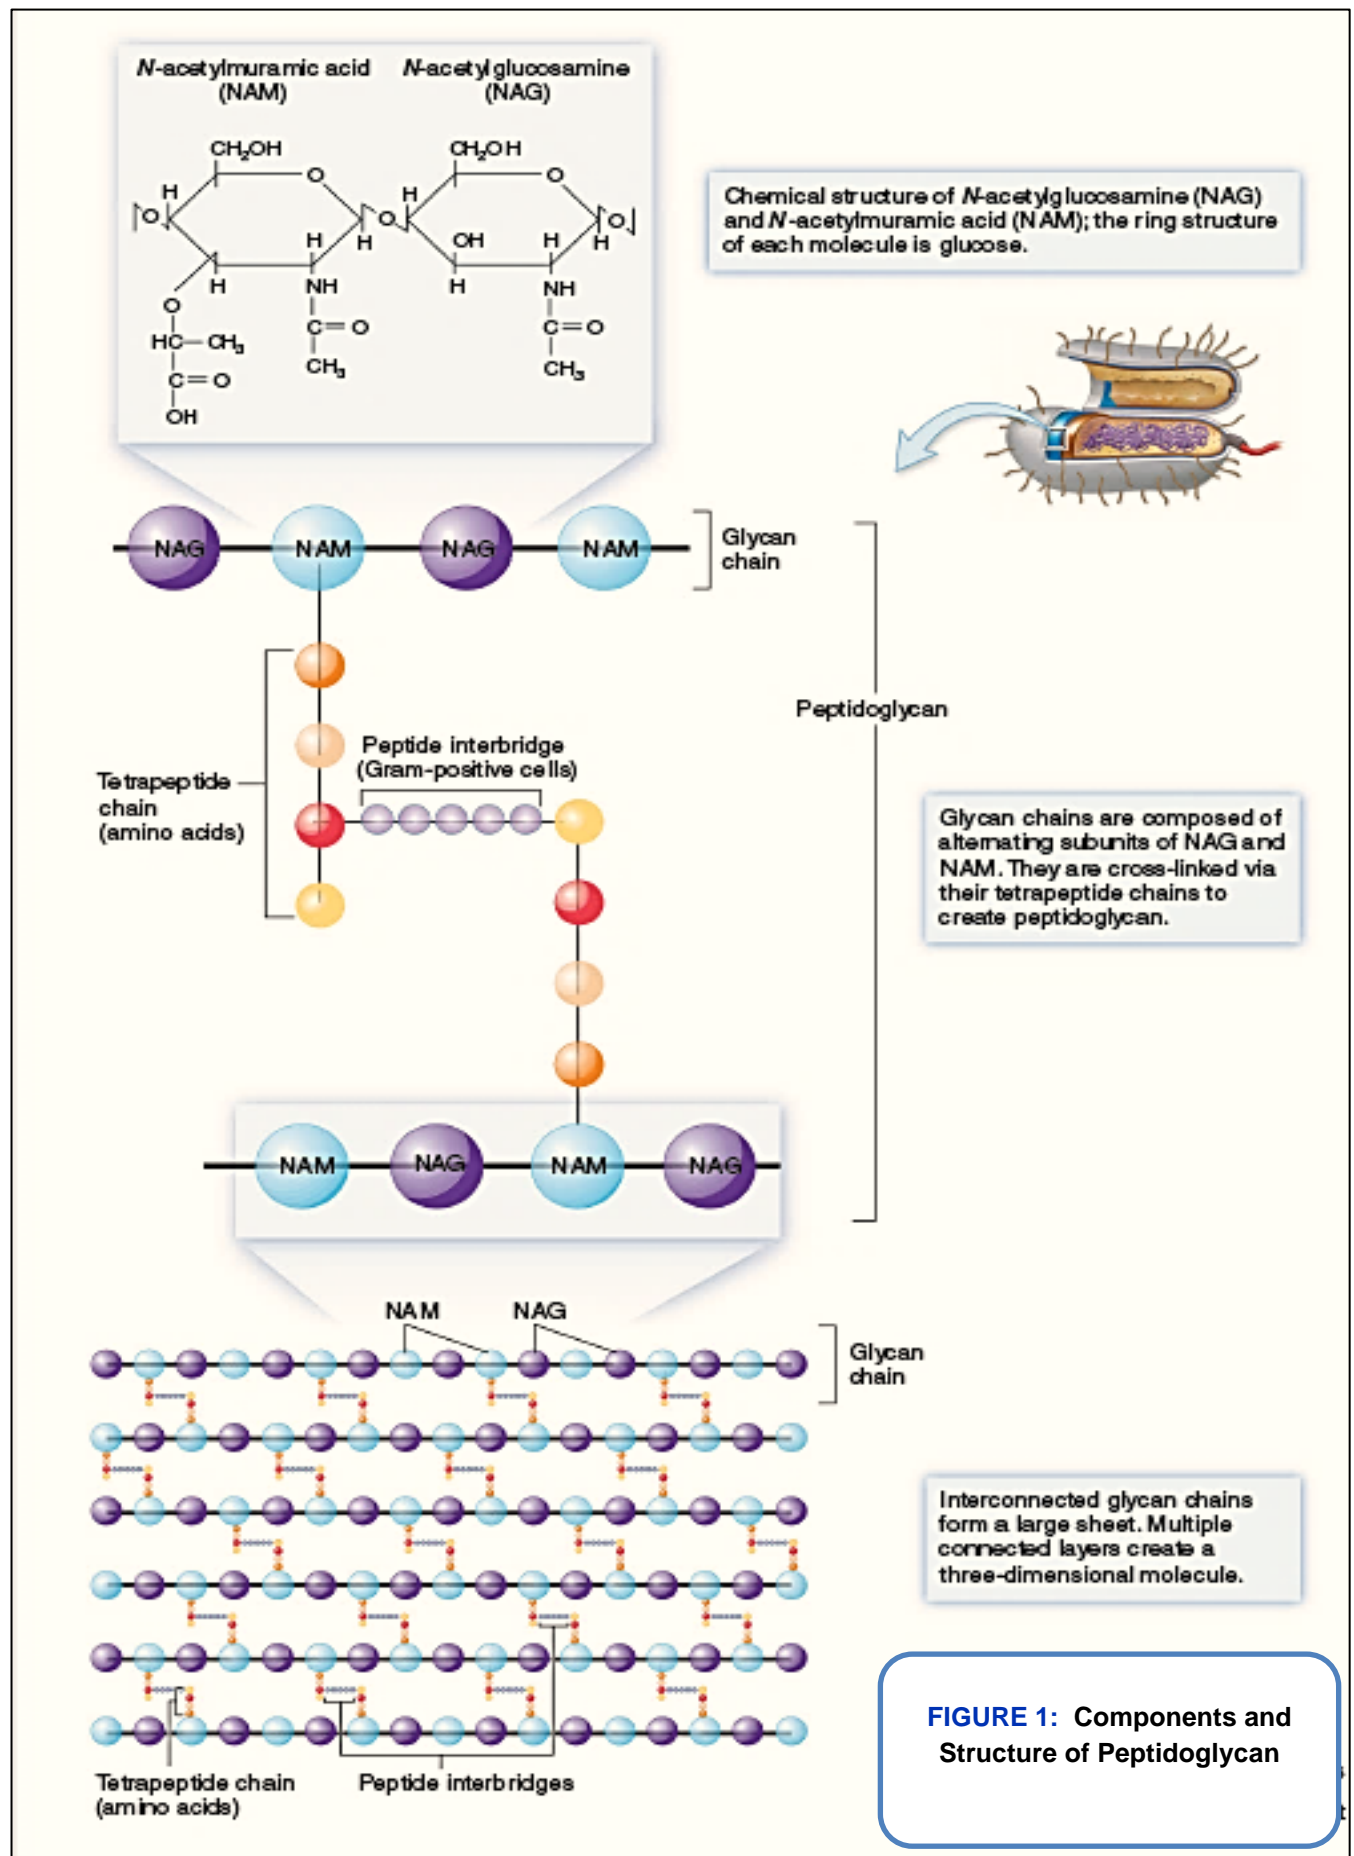 N-acetylmuramic acid
(NAM)
N-acetylglucosamine
(NAG)
CH₂OH
CH₂OH
O
O
H
H
O
O
O
H
H
OH
H
H
H
NH
H
NH
O
HC—CH₃
C=O
C=O
C=O
CH₃
CH₃
OH
Chemical structure of N-acetylglucosamine (NAG)
and N-acetylmuramic acid (NAM); the ring structure
of each molecule is glucose.
NAG
NAM
NAG
NAM
Glycan
chain
Peptidoglycan
Tetrapeptide
chain
(amino acids)
Peptide interbridge
(Gram-positive cells)
Glycan chains are composed of
alternating subunits of NAG and
NAM. They are cross-linked via
their tetrapeptide chains to
create peptidoglycan.
NAM
NAG
NAM
NAG
NAM
NAG
Glycan
chain
Interconnected glycan chains
form a large sheet. Multiple
connected layers create a
three-dimensional molecule.
Tetrapeptide chain
(amino acids)
Peptide interbridges
FIGURE 1: Components and
Structure of Peptidoglycan